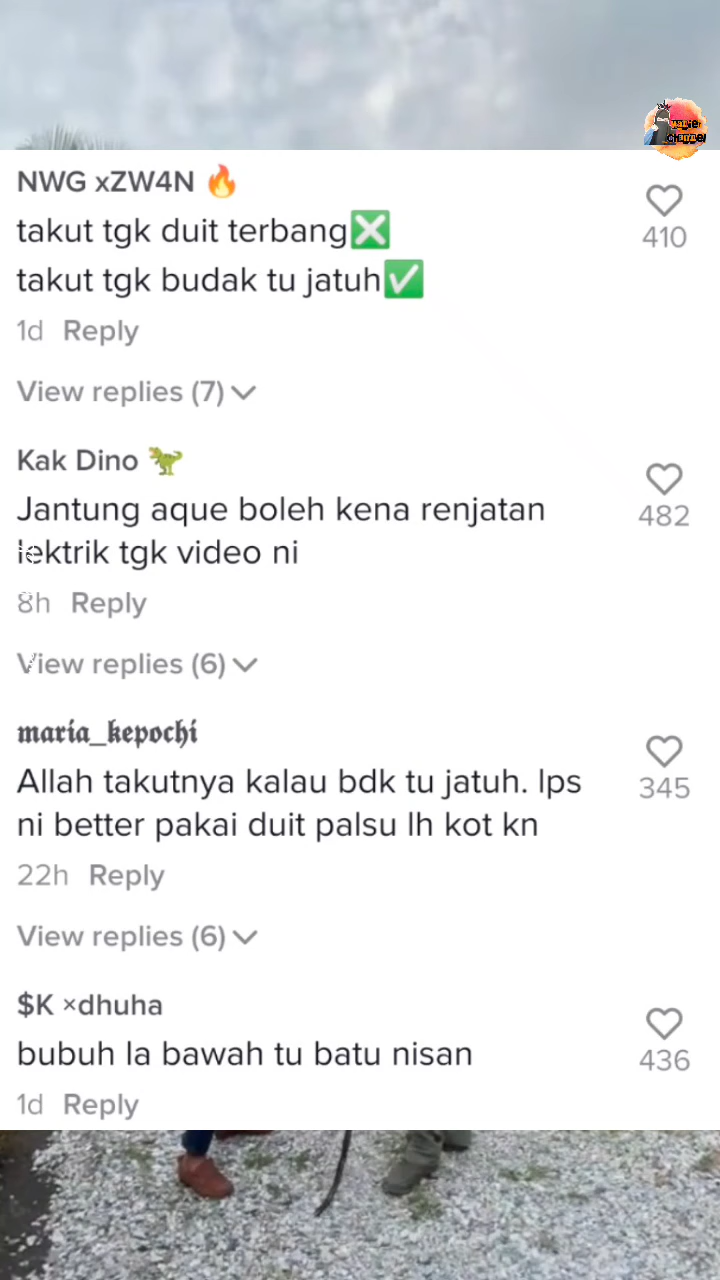 NWG xZW4N 🔥
takut tgk duit terbang❎
takut tgk budak tu jatuh✅
410
1d Reply
View replies (7)
Kak Dino 🦖
Jantung aque boleh kena renjatan
lektrik tgk video ni
482
8h Reply
View replies (6)
𝖒𝖆𝖗𝖎𝖆_𝖐𝖊𝖕𝖔𝖈𝖍𝖎
Allah takutnya kalau bdk tu jatuh. lps
ni better pakai duit palsu lh kot kn
345
22h Reply
View replies (6)
$K ×dhuha
bubuh la bawah tu batu nisan
436
1d Reply